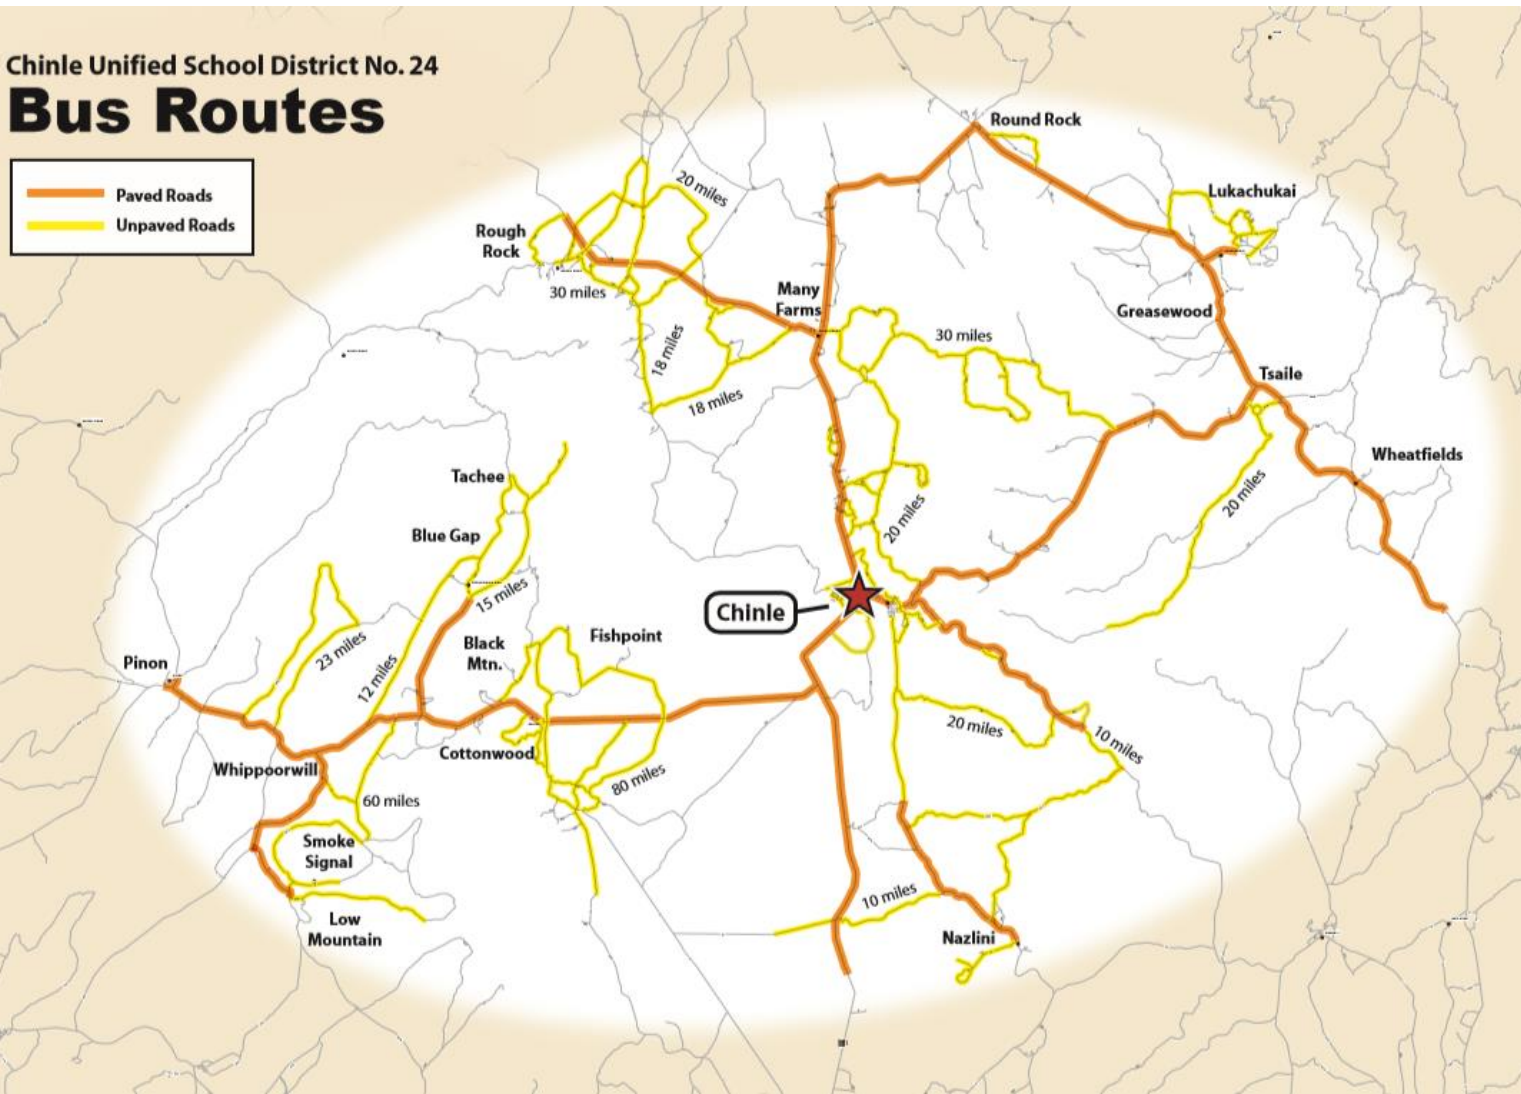 Chinle Unified School District No. 24
Bus Routes
Paved Roads
Unpaved Roads
Round Rock
20 miles
Lukachukai
Rough
Rock
30 miles
Many
Farms
Greasewood
30 miles
18 miles
18 miles
Tsaile
Wheatfields
Tachee
20 miles
20 miles
Blue Gap
15 miles
Chinle
Black
Mtn.
Fishpoint
23 miles
Pinon
12 miles
20 miles
10 miles
Cottonwood
Whippoorwill
80 miles
60 miles
Smoke
Signal
10 miles
Low
Mountain
Nazlini